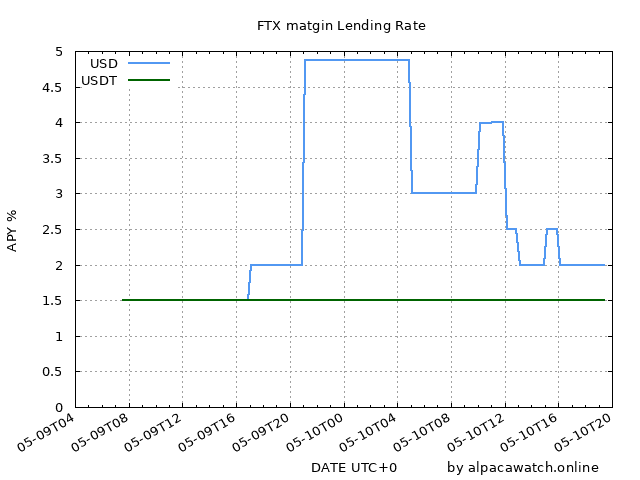 FTX matgin Lending Rate
USD
USDT
5
4.5
4
3.5
3
2.5
2
1.5
1
0.5
0
APY %
05-09T04
05-09T08
05-09T12
05-09T16
05-09T20
05-10T00
05-10T04
05-10T08
05-10T12
05-10T16
05-10T20
DATE UTC+0
by alpacawatch.online